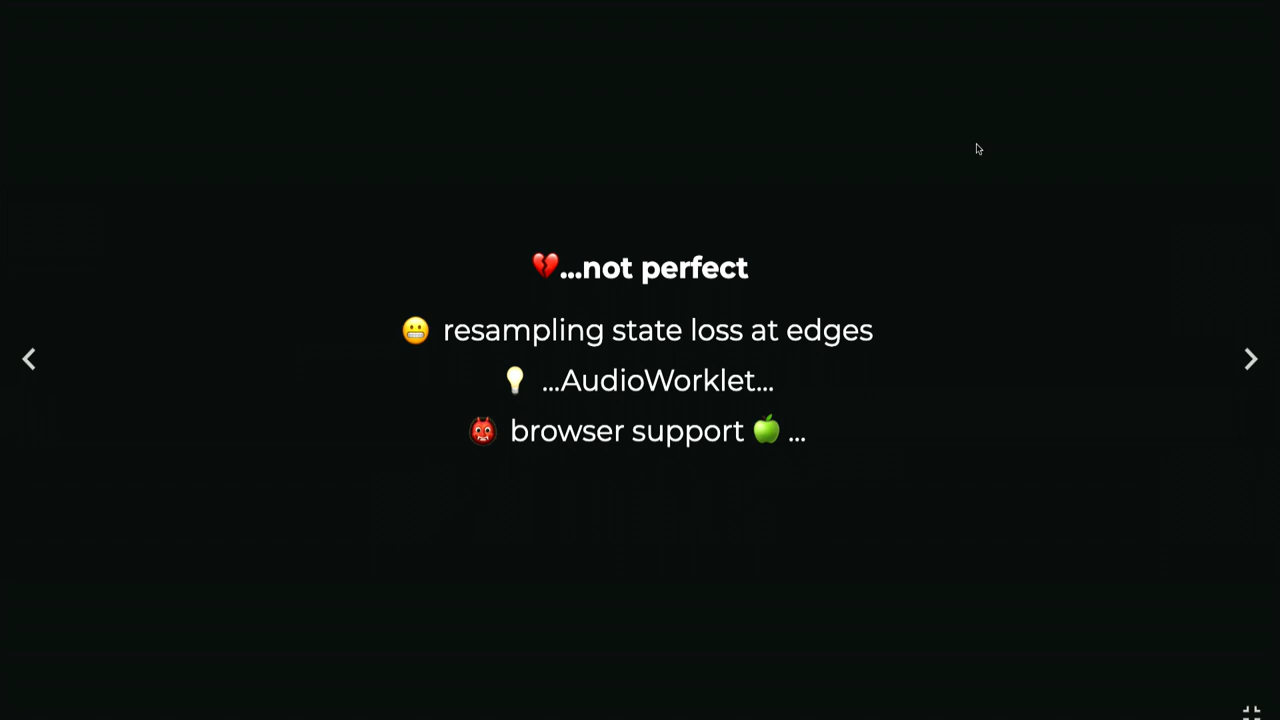 💔...not perfect
😬 resampling state loss at edges
💡 ...AudioWorklet...
👹 browser support 🍏 ...